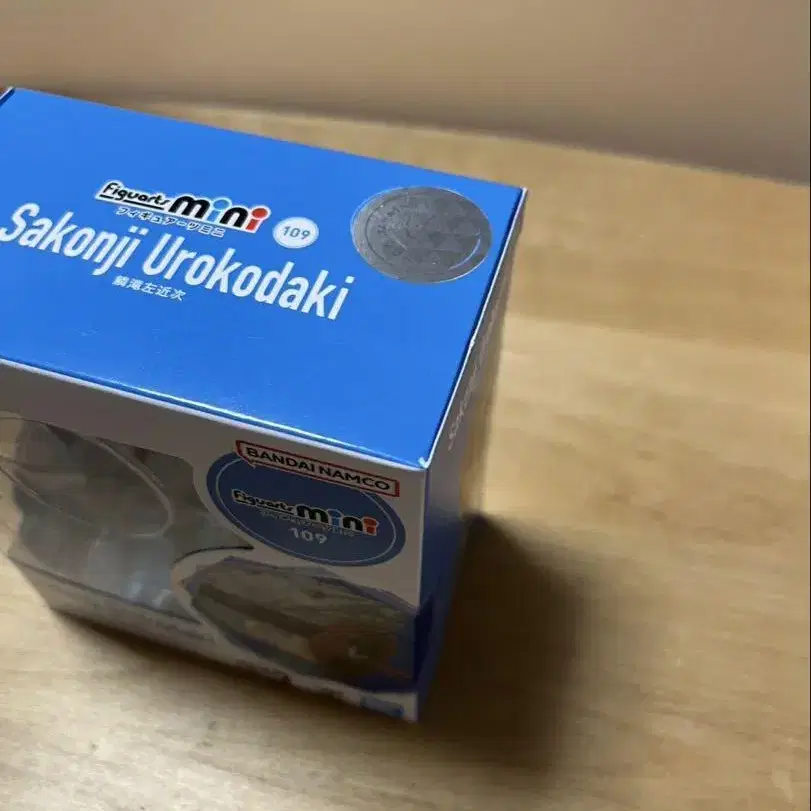 Figuarts mini
フィギュアーツミニ
109
Sakonji Urokodaki
鱗滝左近次
BANDAI NAMCO
Figuarts mini
109